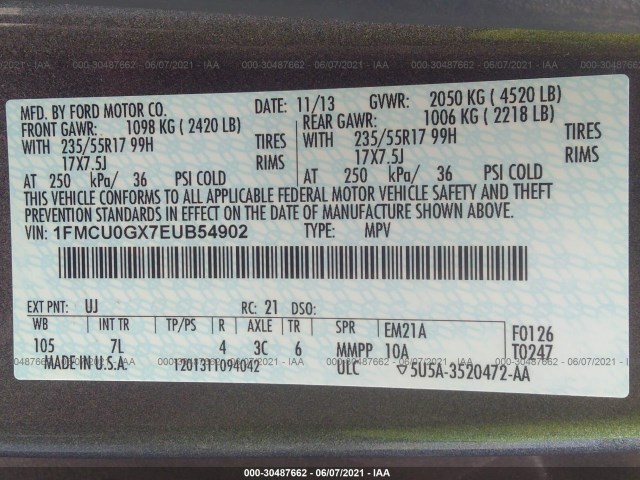 000-30487662 - 06/07/2021 - IAA
MFD. BY FORD MOTOR CO. DATE: 11/13 GVWR: 2050 KG ( 4520 LB)
FRONT GAWR: 1098 KG ( 2420 LB) REAR GAWR: 1006 KG ( 2218 LB)
WITH 235/55R17 99H TIRES WITH 235/55R17 99H TIRES
17X7.5J RIMS 17X7.5J RIMS
AT 250 kPa/ 36 PSI COLD AT 250 kPa/ 36 PSI COLD
THIS VEHICLE CONFORMS TO ALL APPLICABLE FEDERAL MOTOR VEHICLE SAFETY AND THEFT
PREVENTION STANDARDS IN EFFECT ON THE DATE OF MANUFACTURE SHOWN ABOVE.
VIN: 1FMCU0GX7EUB54902 TYPE: MPV
EXT PNT: UJ RC: 21 DSO:
WB INT TR TP/PS R AXLE TR SPR EM21A F0126
105 7L 4 3C 6 MMPP 10A T0247
MADE IN U.S.A. 1201311094042 ULC 5U5A-3520472-AA
000-30487662 - 06/07/2021 - IAA